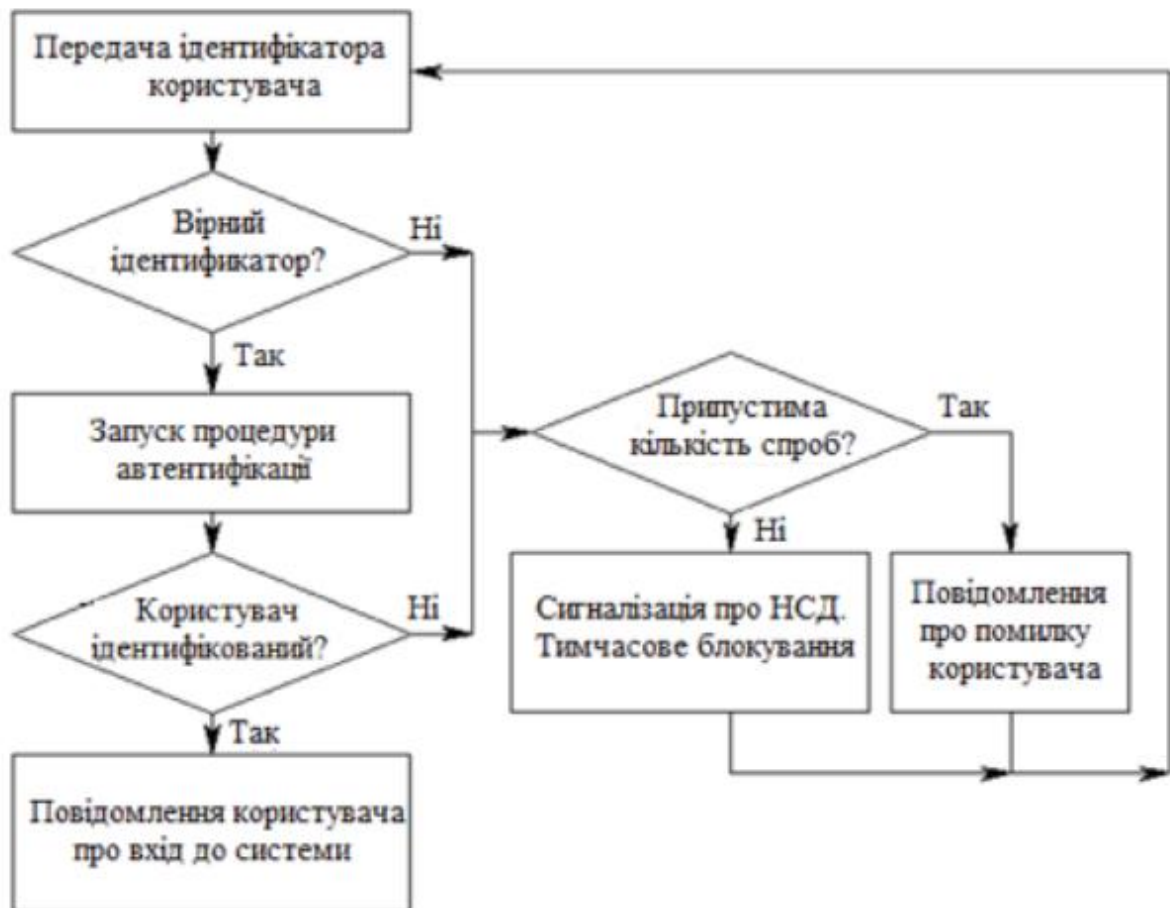 Передача ідентифікатора
користувача
Вірний
ідентификатор?
Ні
Так
Запуск процедури
автентифікації
Користувач
ідентифікований?
Ні
Так
Повідомлення користувача
про вхід до системи
Припустима
кількість спроб?
Так
Ні
Сигналізація про НСД.
Тимчасове блокування
Повідомлення
про помилку
користувача